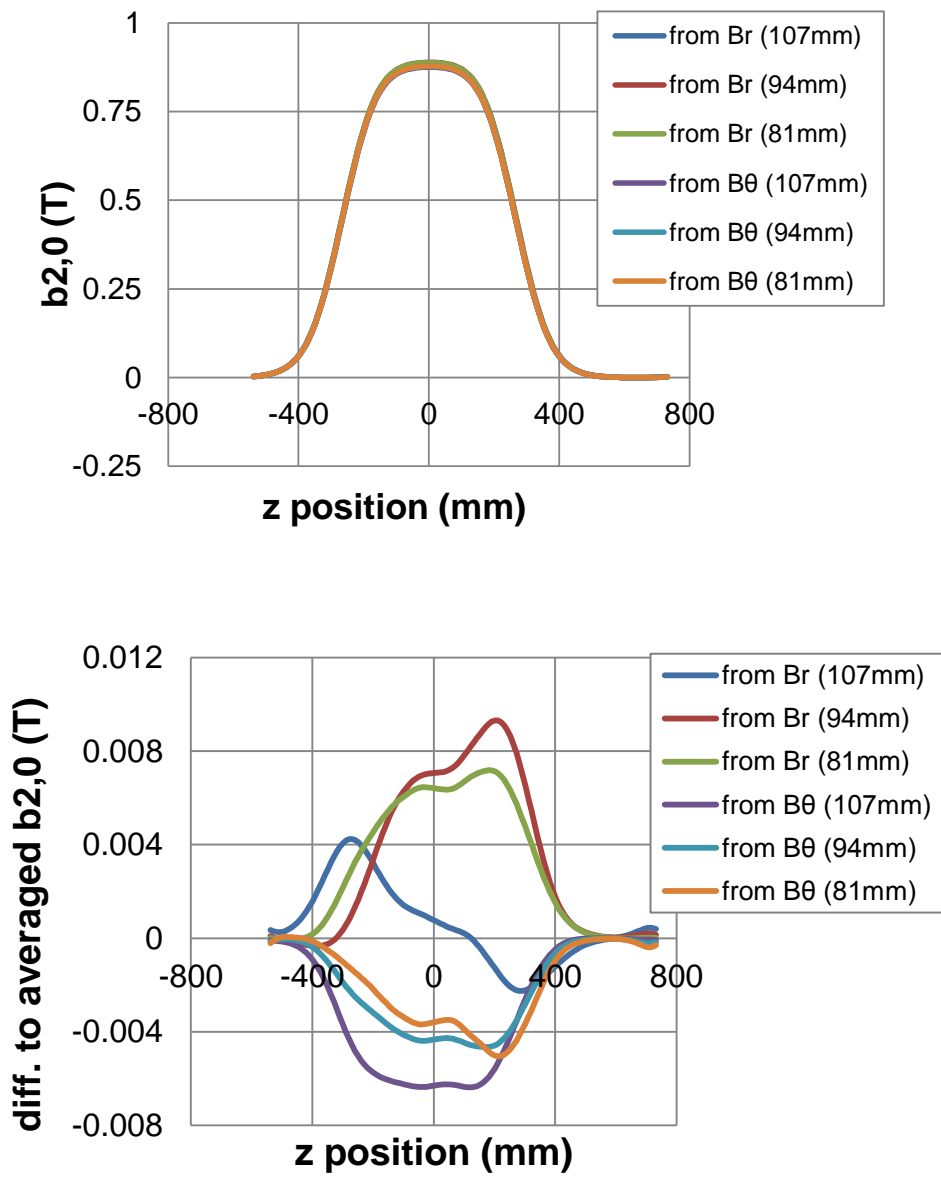 1
0.75
0.5
0.25
0
-0.25
-800
-400
0
400
800
b2,0 (T)
z position (mm)
from Br (107mm)
from Br (94mm)
from Br (81mm)
from Bθ (107mm)
from Bθ (94mm)
from Bθ (81mm)
0.012
0.008
0.004
0
-0.004
-0.008
-800
-400
0
400
800
diff. to averaged b2,0 (T)
z position (mm)
from Br (107mm)
from Br (94mm)
from Br (81mm)
from Bθ (107mm)
from Bθ (94mm)
from Bθ (81mm)